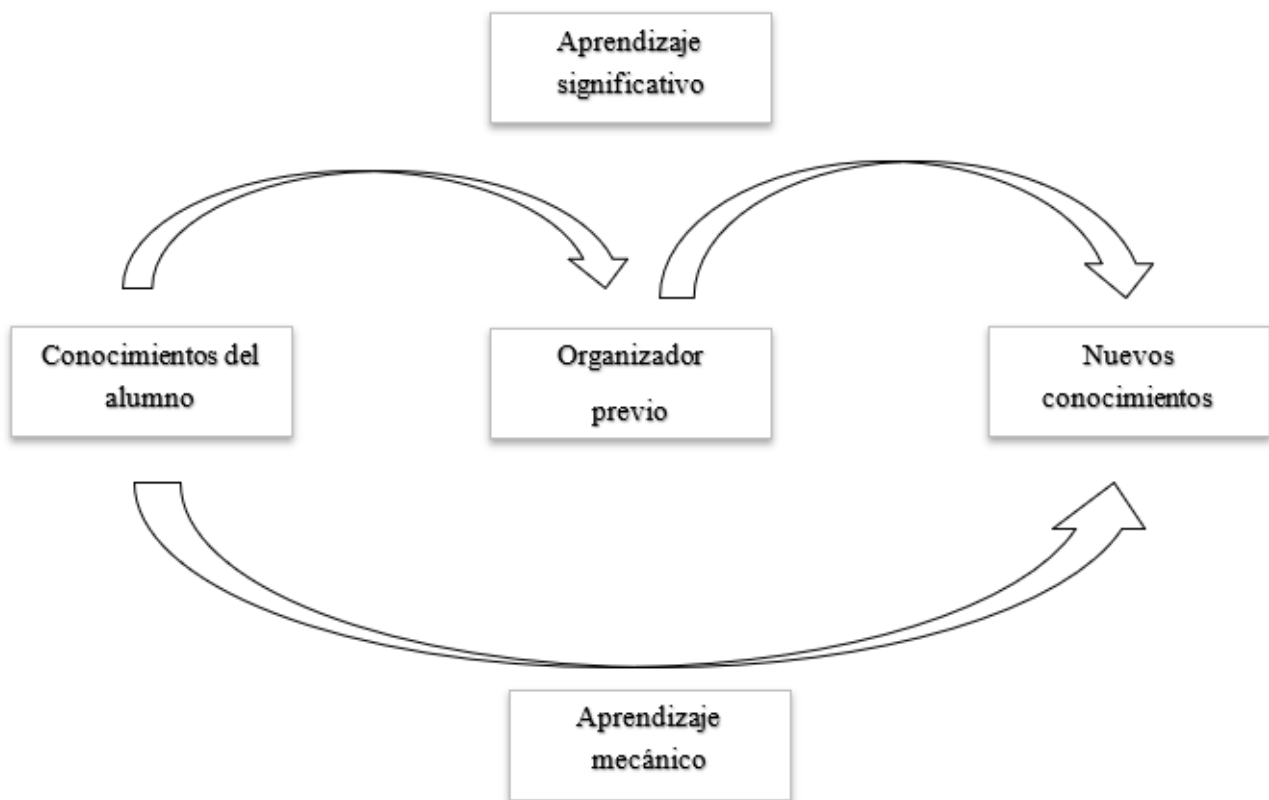 Aprendizaje
significativo
Conocimientos del
alumno
Organizador
previo
Nuevos
conocimientos
Aprendizaje
mecánico